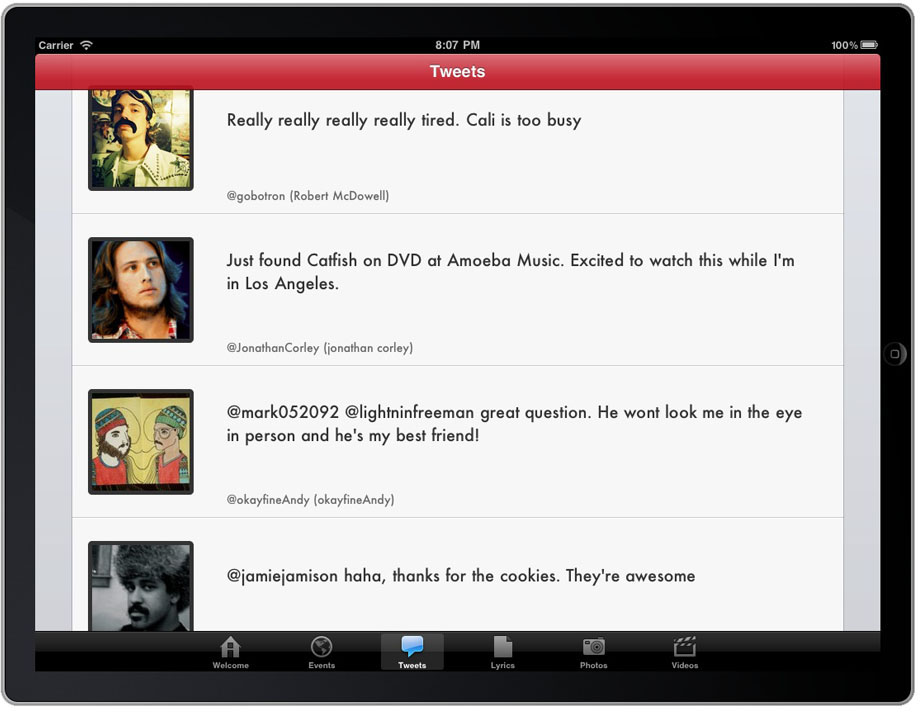 Carrier 8:07 PM 100%
Tweets
Really really really really tired. Cali is too busy
@gobotron (Robert McDowell)
Just found Catfish on DVD at Amoeba Music. Excited to watch this while I'm
in Los Angeles.
@JonathanCorley (jonathan corley)
@mark052092 @lightninfreeman great question. He wont look me in the eye
in person and he's my best friend!
@okayfineAndy (okayfineAndy)
@jamiejamison haha, thanks for the cookies. They're awesome
Welcome Events Tweets Lyrics Photos Videos